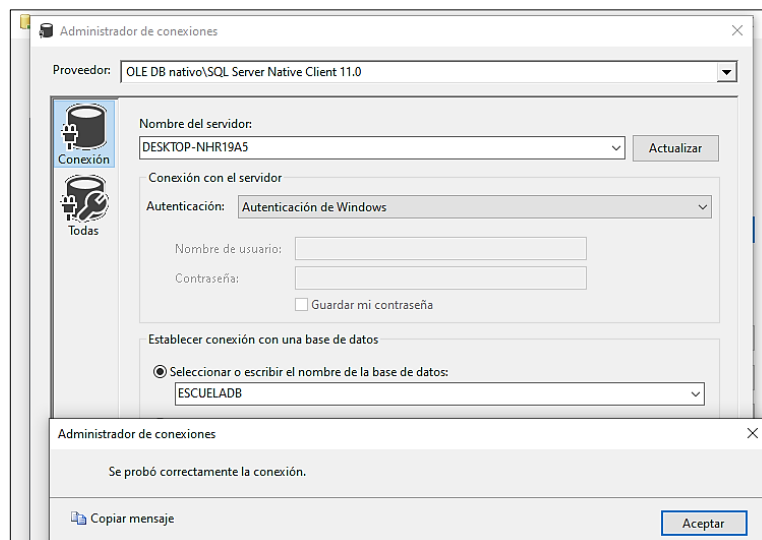 Administrador de conexiones
Proveedor: OLE DB nativo\SQL Server Native Client 11.0
Conexión
Todas
Nombre del servidor:
DESKTOP-NHR19A5 Actualizar
Conexión con el servidor
Autenticación: Autenticación de Windows
Nombre de usuario:
Contraseña:
Guardar mi contraseña
Establecer conexión con una base de datos
Seleccionar o escribir el nombre de la base de datos:
ESCUELADB
Administrador de conexiones
Se probó correctamente la conexión.
Copiar mensaje Aceptar